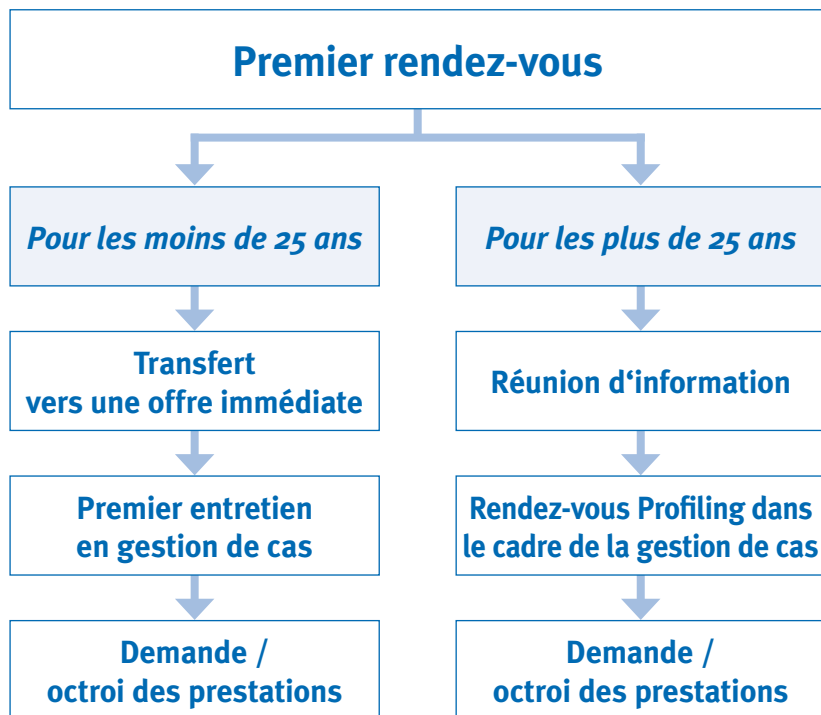 Premier rendez-vous
Pour les moins de 25 ans
Pour les plus de 25 ans
Transfert
vers une offre immédiate
Réunion d‘information
Premier entretien
en gestion de cas
Rendez-vous Profiling dans
le cadre de la gestion de cas
Demande /
octroi des prestations
Demande /
octroi des prestations